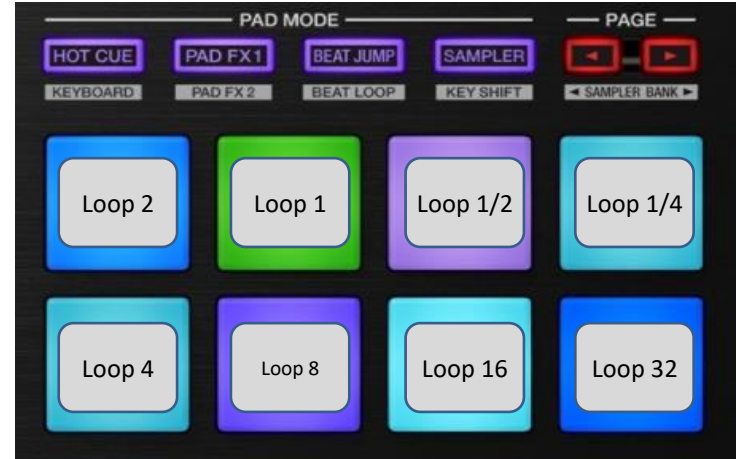 PAD MODE PAGE
HOT CUE PAD FX1 BEAT JUMP SAMPLER ◄ ►
KEYBOARD PAD FX 2 BEAT LOOP KEY SHIFT ◄ SAMPLER BANK ►
Loop 2 Loop 1 Loop 1/2 Loop 1/4
Loop 4 Loop 8 Loop 16 Loop 32